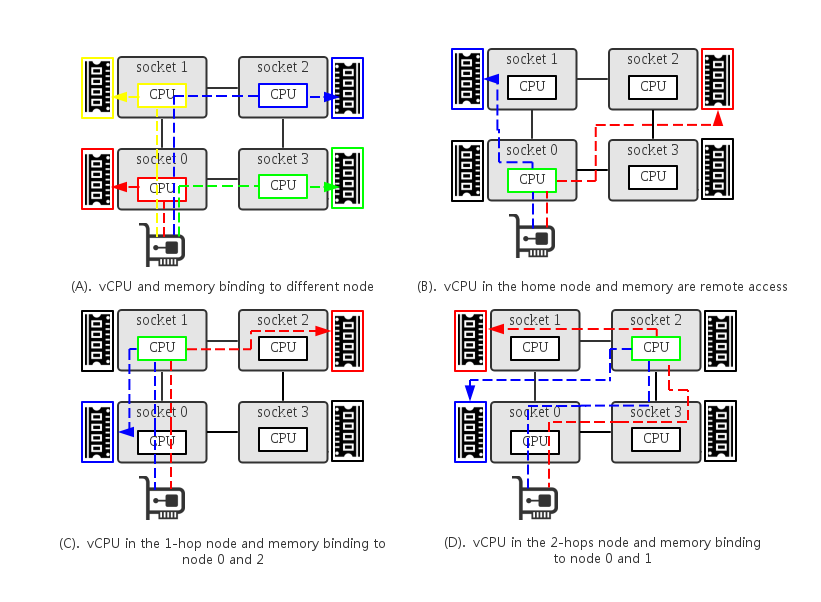 socket 1
socket 2
CPU
CPU
socket 0
socket 3
CPU
CPU
(A). vCPU and memory binding to different node
socket 1
socket 2
CPU
CPU
socket 0
socket 3
CPU
CPU
(B). vCPU in the home node and memory are remote access
socket 1
socket 2
CPU
CPU
socket 0
socket 3
CPU
CPU
(C). vCPU in the 1-hop node and memory binding to
node 0 and 2
socket 1
socket 2
CPU
CPU
socket 0
socket 3
CPU
CPU
(D). vCPU in the 2-hops node and memory binding
to node 0 and 1